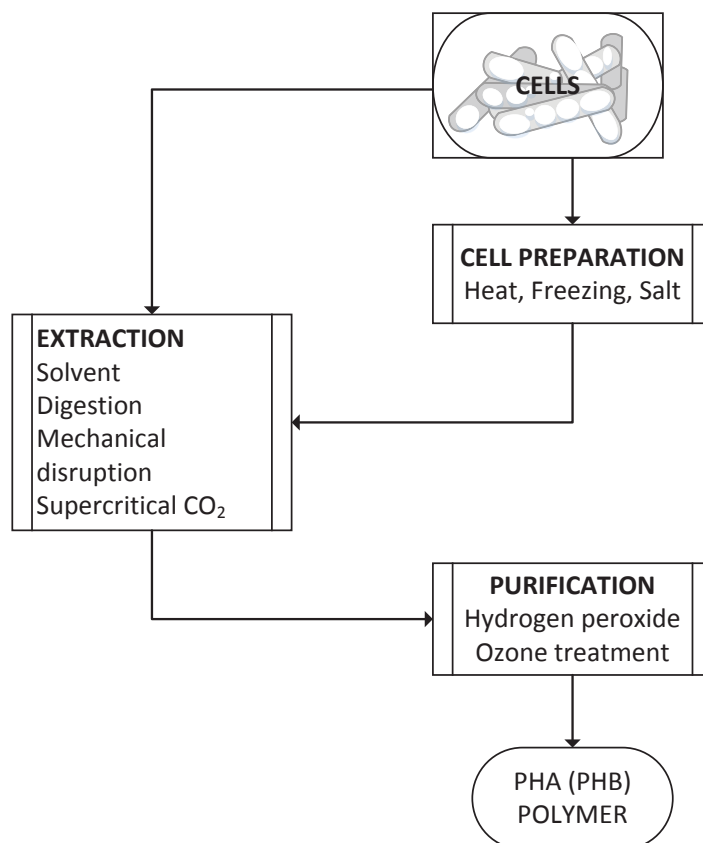 CELLS
CELL PREPARATION
Heat, Freezing, Salt
EXTRACTION
Solvent
Digestion
Mechanical
disruption
Supercritical CO₂
PURIFICATION
Hydrogen peroxide
Ozone treatment
PHA (PHB)
POLYMER